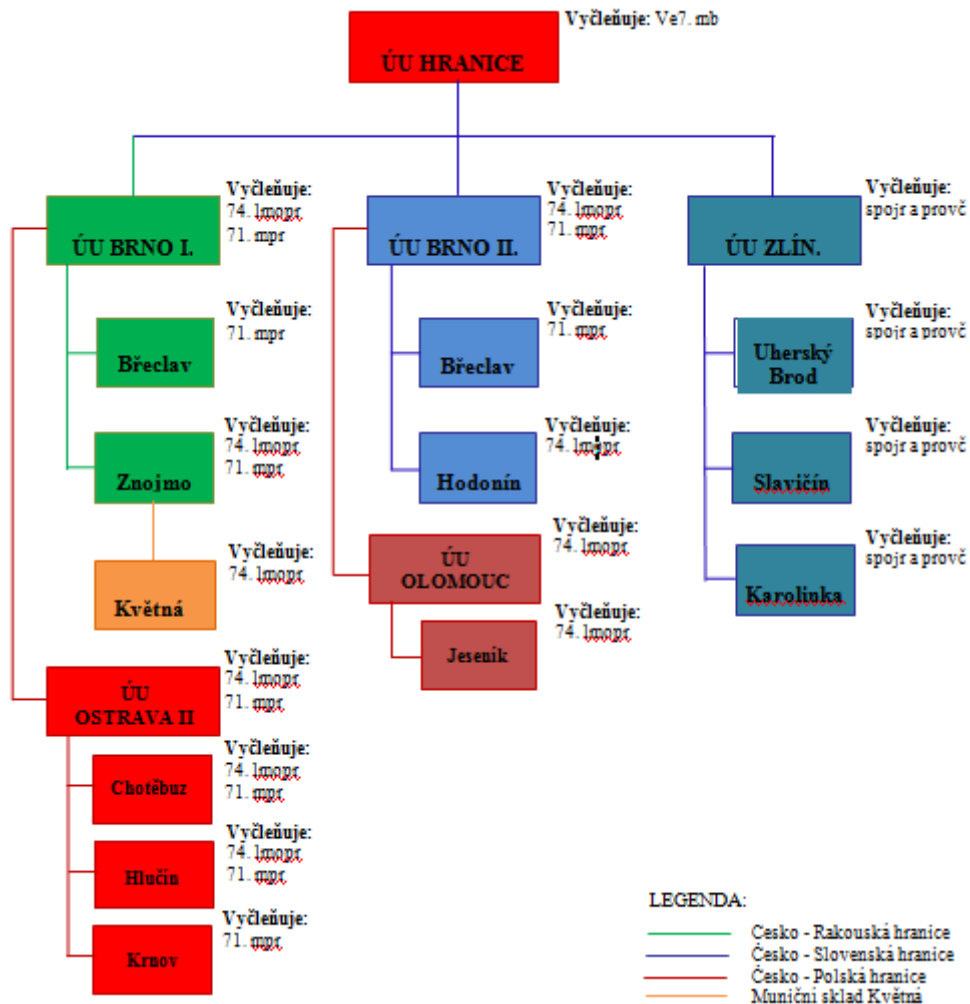 Vyčleňuje: Ve7. mb
ÚU HRANICE
Vyčleňuje:
74. lmopr
71. mpr
ÚU BRNO I.
Vyčleňuje:
74. lmopr
71. mpr
ÚU BRNO II.
Vyčleňuje:
spojr a provč
ÚU ZLÍN.
Vyčleňuje:
71. mpr
Břeclav
Vyčleňuje:
71. mpr
Břeclav
Vyčleňuje:
spojr a provč
Uherský
Brod
Vyčleňuje:
74. lmopr
71. mpr
Znojmo
Vyčleňuje:
74. lmopr
Hodonín
Vyčleňuje:
spojr a provč
Slavičín
Vyčleňuje:
74. lmopr
Květná
Vyčleňuje:
74. lmopr
ÚU
OLOMOUC
Vyčleňuje:
spojr a provč
Karolinka
Vyčleňuje:
74. lmopr
Jeseník
Vyčleňuje:
74. lmopr
71. mpr
ÚU
OSTRAVA II
Vyčleňuje:
74. lmopr
71. mpr
Chotěbuz
Vyčleňuje:
74. lmopr
71. mpr
Hlučín
Vyčleňuje:
71. mpr
Krnov
LEGENDA:
Česko - Rakouská hranice
Česko - Slovenská hranice
Česko - Polská hranice
Muniční sklad Květná